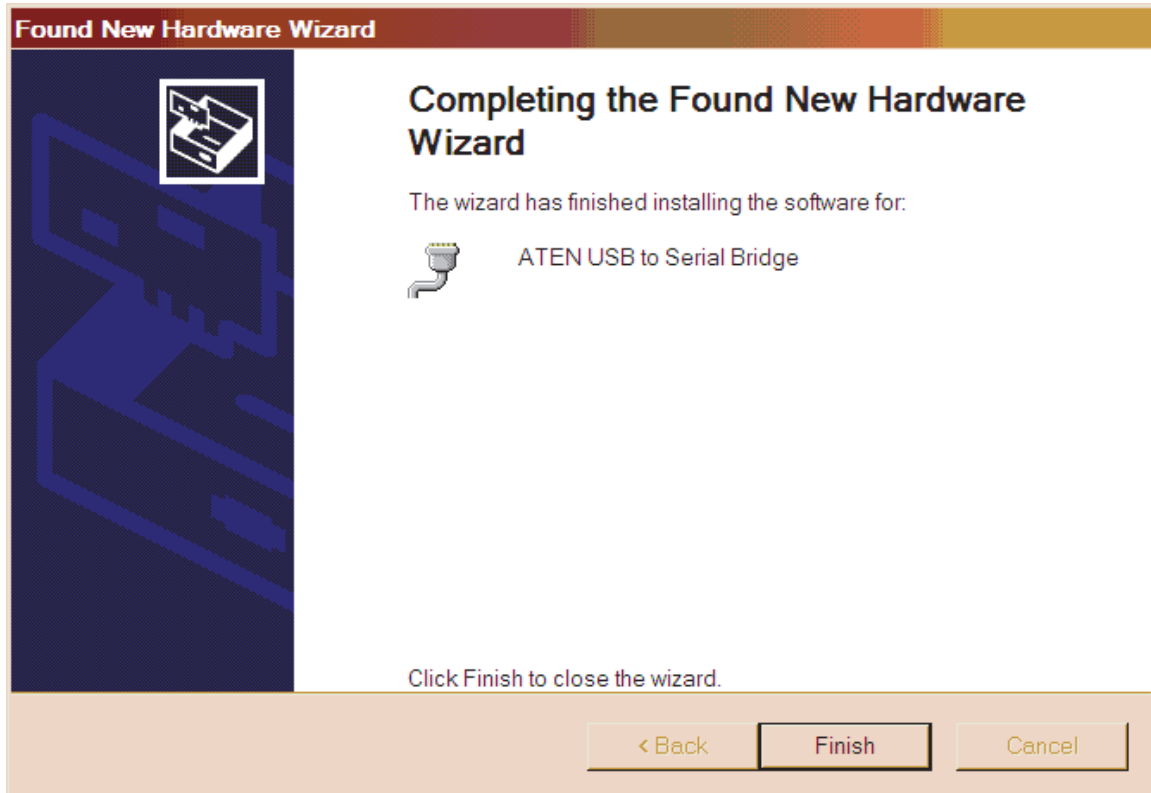 Found New Hardware Wizard
Completing the Found New Hardware
Wizard
The wizard has finished installing the software for:
ATEN USB to Serial Bridge
Click Finish to close the wizard.
< Back
Finish
Cancel